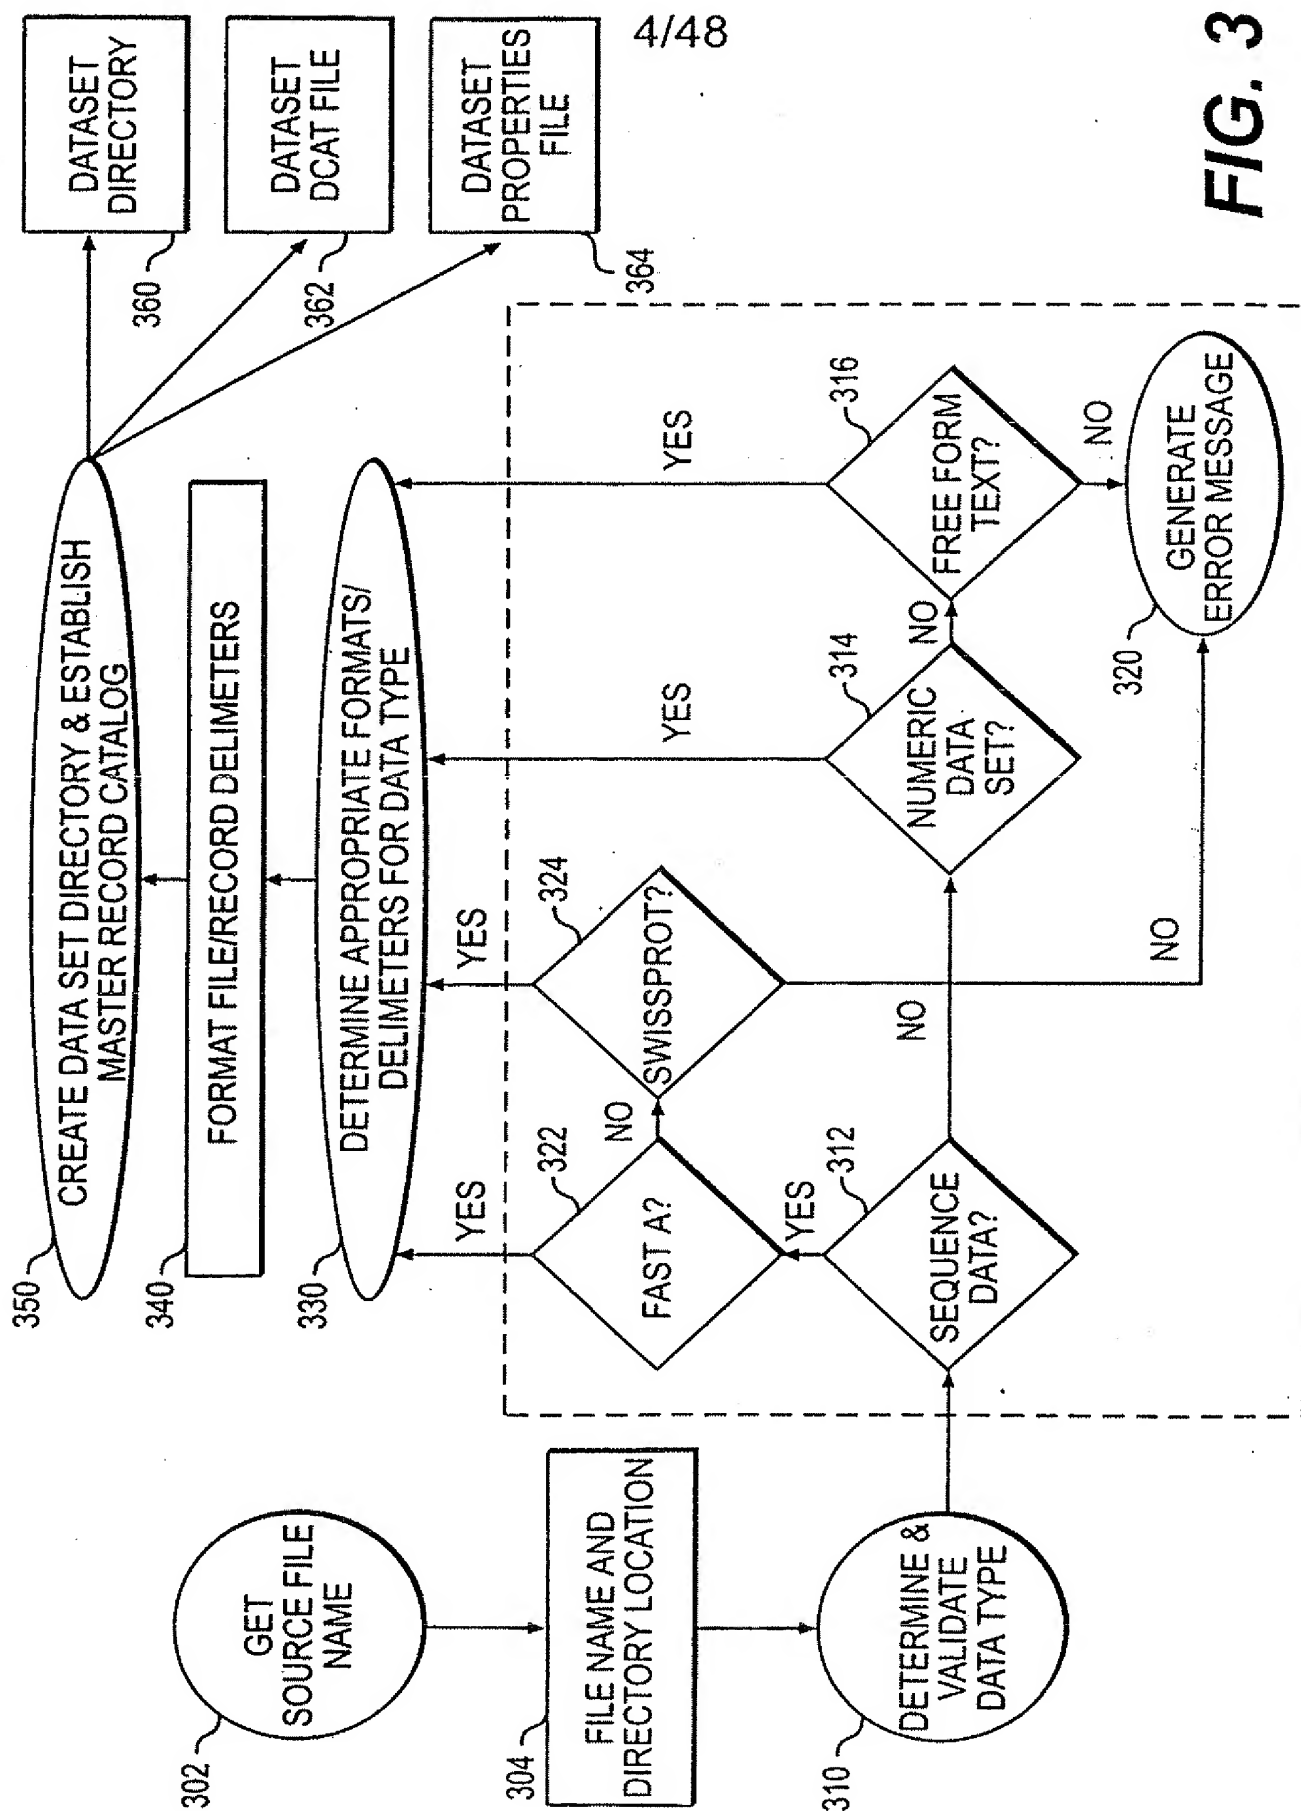 4/48
302
GET
SOURCE FILE
NAME
304
FILE NAME AND
DIRECTORY LOCATION
310
DETERMINE &
VALIDATE
DATA TYPE
350
CREATE DATA SET DIRECTORY & ESTABLISH
MASTER RECORD CATALOG
340
FORMAT FILE/RECORD DELIMETERS
330
DETERMINE APPROPRIATE FORMATS/
DELIMETERS FOR DATA TYPE
YES
YES
YES
YES
322
FAST A?
NO
324
SWISSPROT?
YES
312
SEQUENCE
DATA?
NO
314
NUMERIC
DATA
SET?
NO
316
FREE FORM
TEXT?
NO
NO
320
GENERATE
ERROR MESSAGE
DATASET
DIRECTORY
360
DATASET
DCAT FILE
362
DATASET
PROPERTIES
FILE
364
FIG. 3